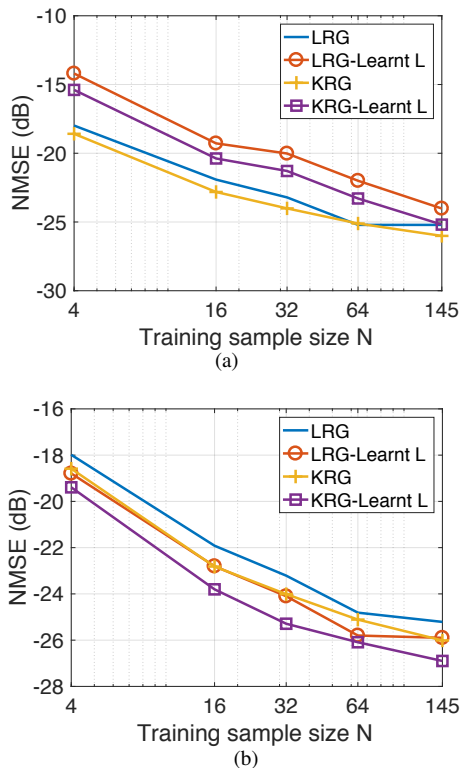 -10
-15
-20
-25
-30
NMSE (dB)
LRG
LRG-Learnt L
KRG
KRG-Learnt L
4
16
32
64
145
Training sample size N
(a)
-16
-18
-20
-22
-24
-26
-28
NMSE (dB)
LRG
LRG-Learnt L
KRG
KRG-Learnt L
4
16
32
64
145
Training sample size N
(b)